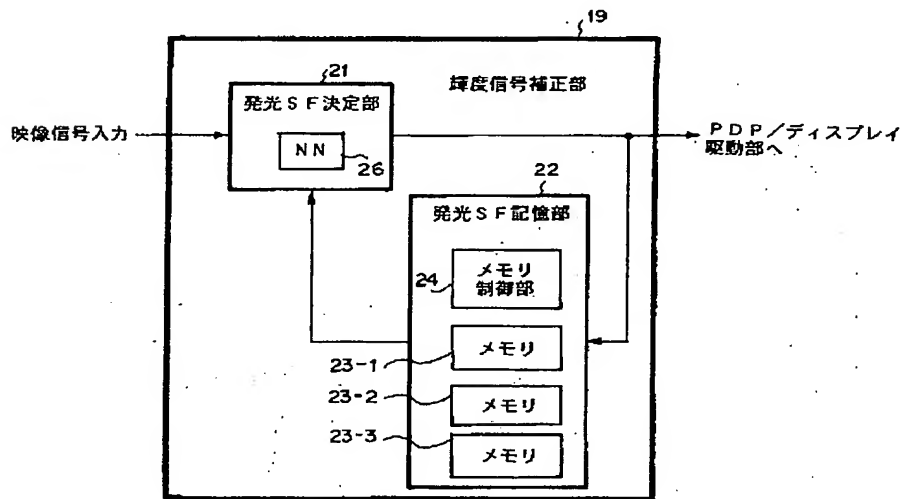 19
21
発光SF決定部
輝度信号補正部
映像信号入力
NN
26
PDP/ディスプレイ
駆動部へ
22
発光SF記憶部
24
メモリ
制御部
メモリ
23-1
メモリ
23-2
メモリ
23-3